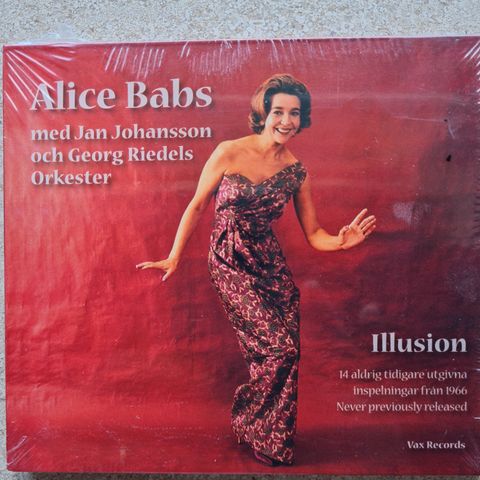 Alice Babs
med Jan Johansson
och Georg Riedels
Orkester
Illusion
14 aldrig tidigare utgivna
inspelningar från 1966
Never previously released
Vax Records